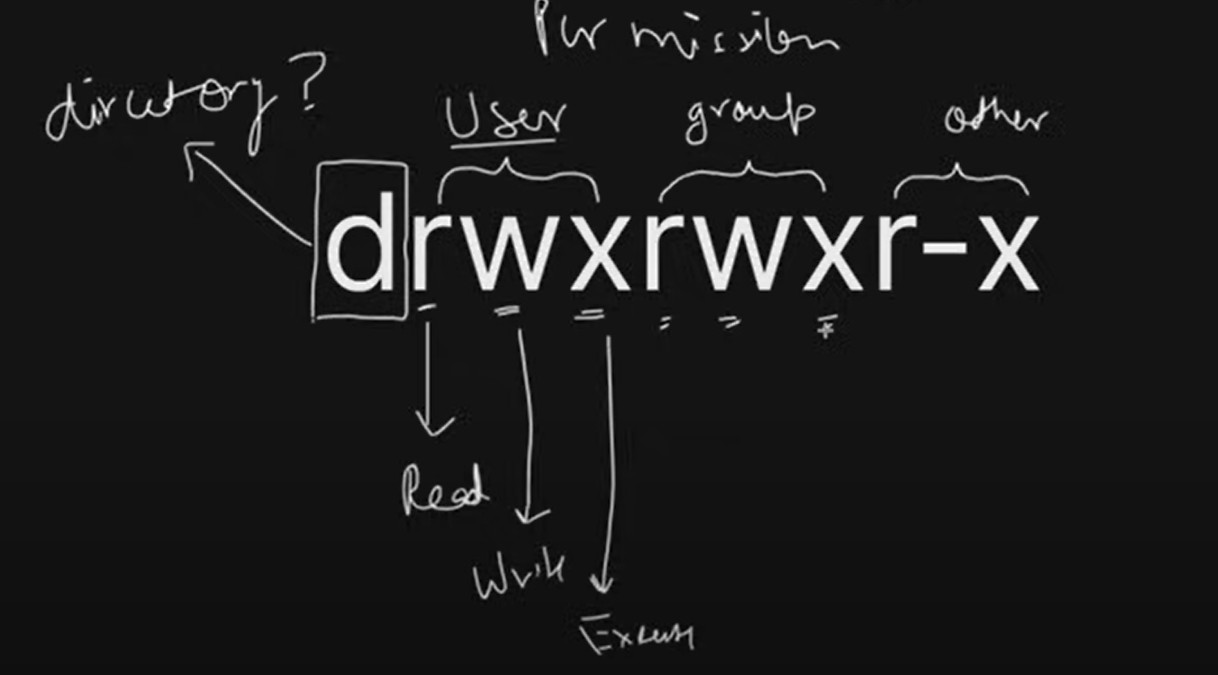 Permission
directory?
User group other
drwxrwxr-x
Read
Write
Execute